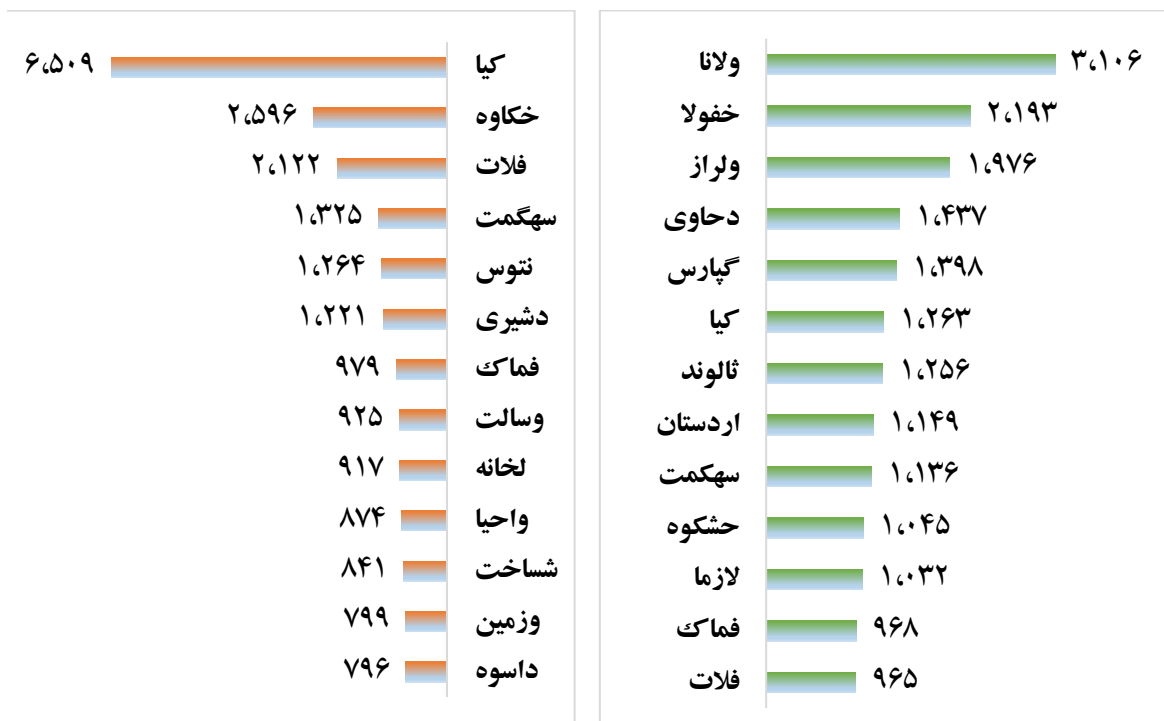 ولانا ۳،۱۰۶
خفولا ۲،۱۹۳
ولراز ۱،۹۷۶
دحاوی ۱،۴۳۷
گپارس ۱،۳۹۸
کیا ۱،۲۶۳
ثالوند ۱،۲۵۶
اردستان ۱،۱۴۹
سهکمت ۱،۱۳۶
حشکوه ۱،۰۴۵
لازما ۱،۰۳۲
فماک ۹۶۸
فلات ۹۶۵
کیا ۶،۵۰۹
خکاوه ۲،۵۹۶
فلات ۲،۱۲۲
سهگمت ۱،۳۲۵
نتوس ۱،۲۶۴
دشیری ۱،۲۲۱
فماک ۹۷۹
وسالت ۹۲۵
لخانه ۹۱۷
واحیا ۸۷۴
شساخت ۸۴۱
وزمین ۷۹۹
داسوه ۷۹۶